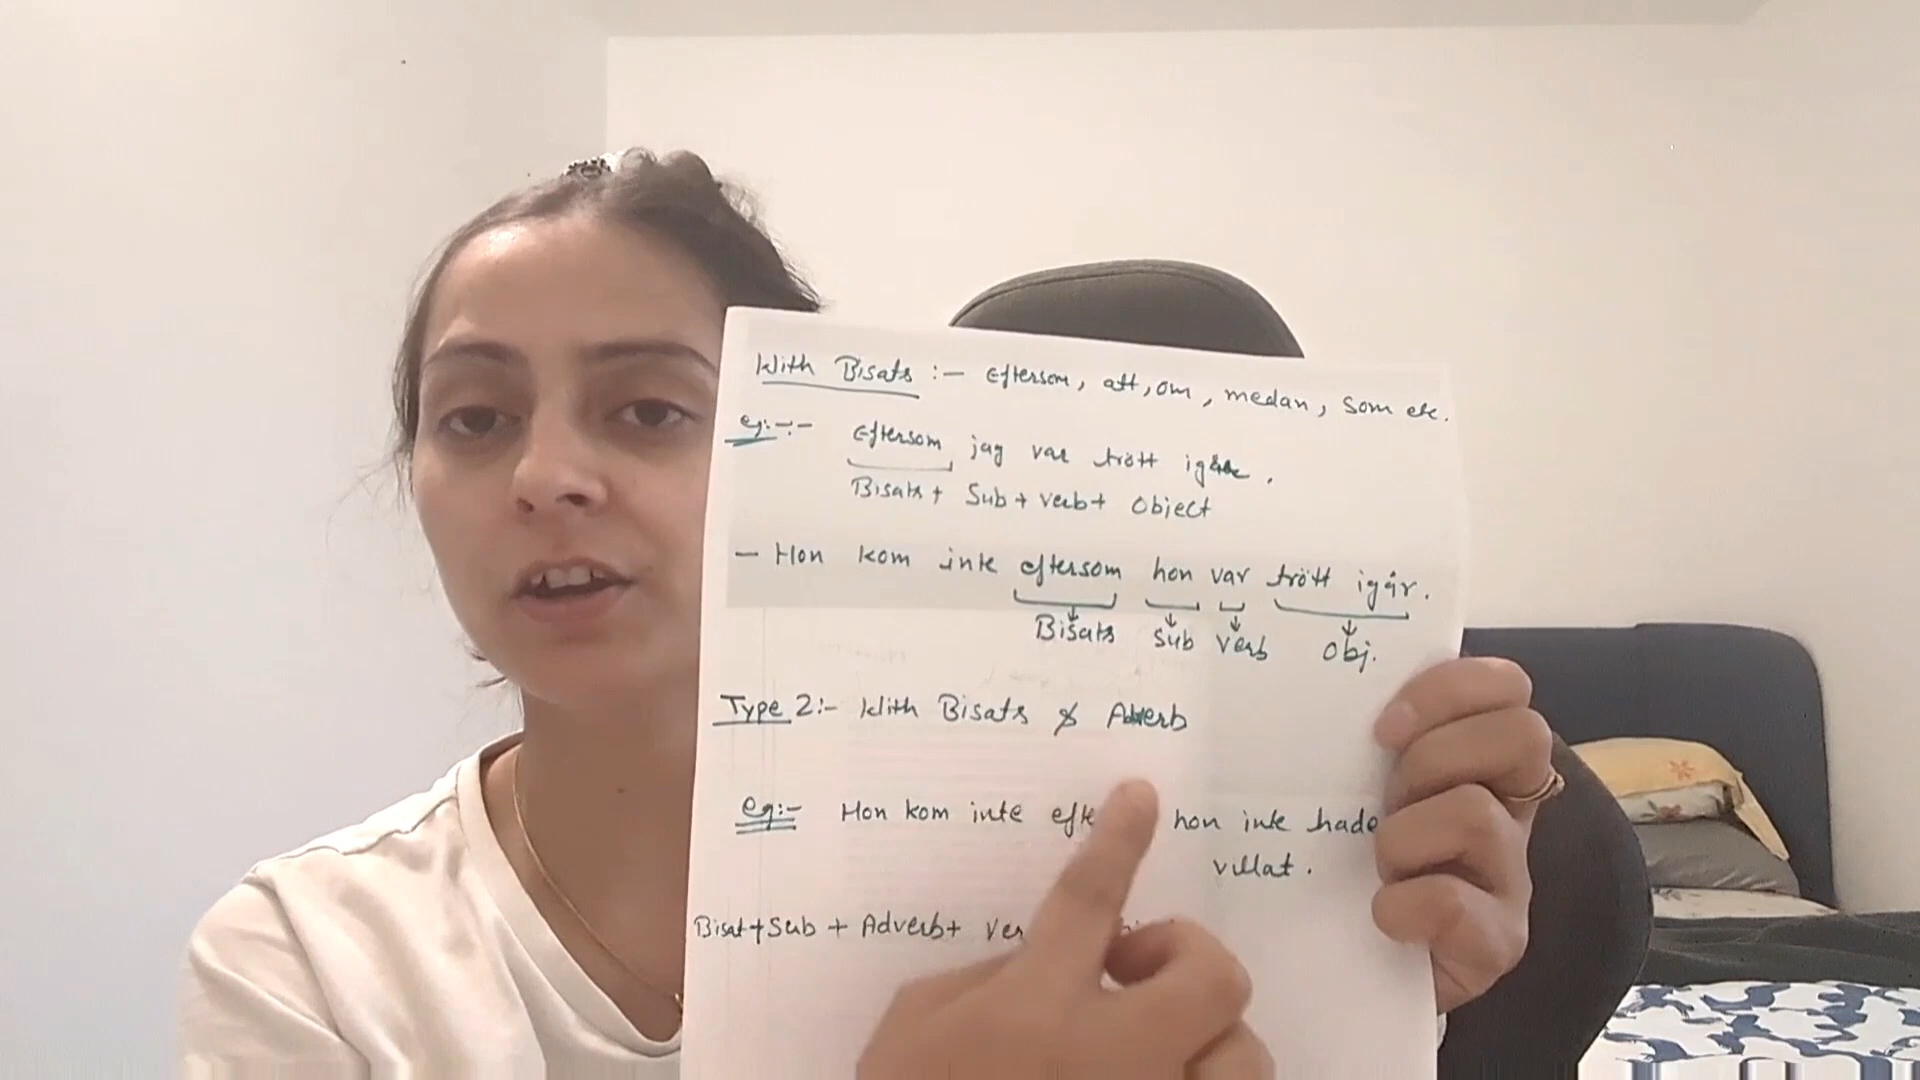 With Bisats :- Eftersom, att, om, medan, som etc.
eg:-- Eftersom jag var trött igår.
Bisats + Sub + Verb + Object
- Hon kom inte eftersom hon var trött igår.
Bisats Sub Verb Obj.
Type 2:- With Bisats & Adverb
eg:- Hon kom inte hon inte hade
villat.
Bisat + Sub + Adverb +